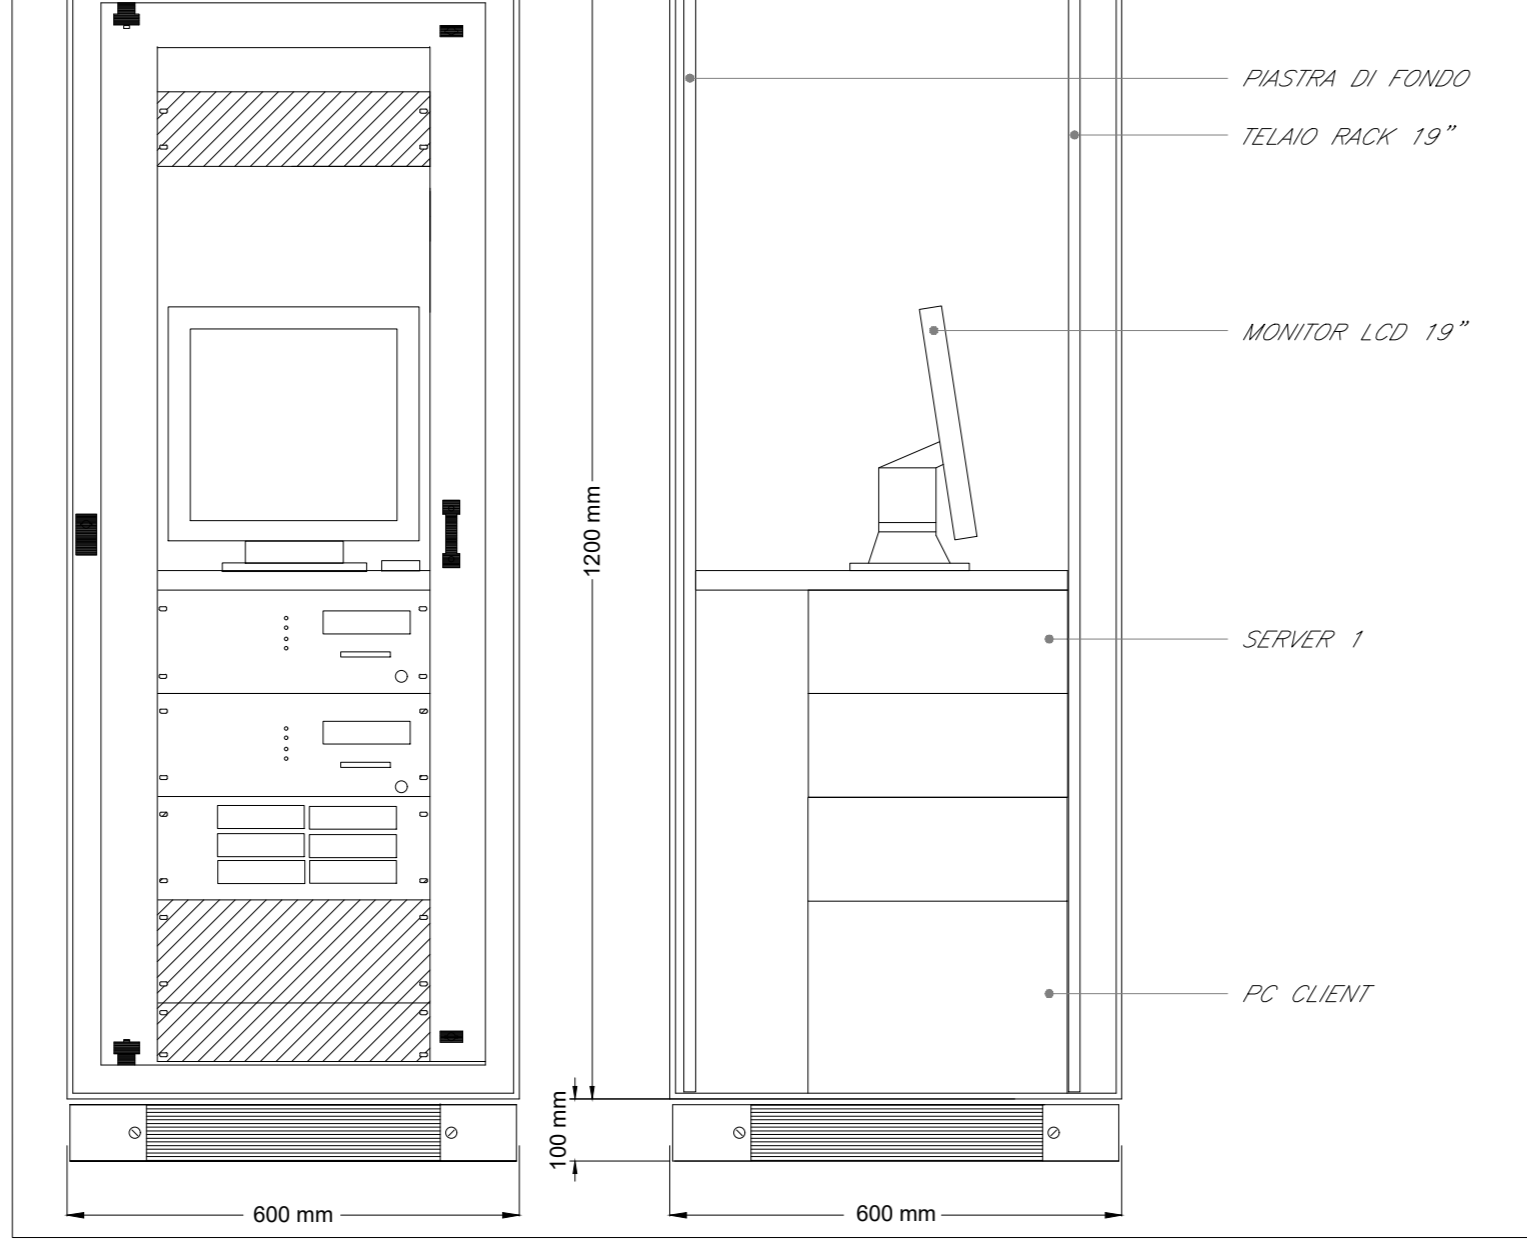 PIASTRA DI FONDO
TELAIO RACK 19"
MONITOR LCD 19"
1200 mm
SERVER 1
PC CLIENT
100 mm
600 mm
600 mm